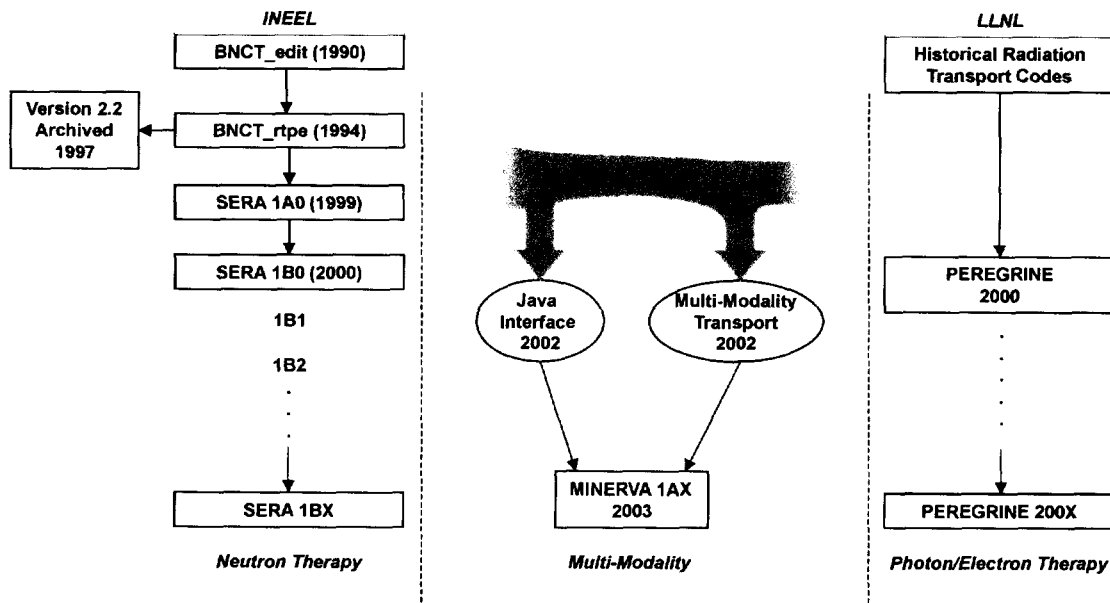 INEEL
BNCT_edit (1990)
Version 2.2
Archived
1997
BNCT_rtpe (1994)
SERA 1A0 (1999)
SERA 1B0 (2000)
1B1
1B2
SERA 1BX
Neutron Therapy
Java
Interface
2002
Multi-Modality
Transport
2002
MINERVA 1AX
2003
Multi-Modality
LLNL
Historical Radiation
Transport Codes
PEREGRINE
2000
PEREGRINE 200X
Photon/Electron Therapy